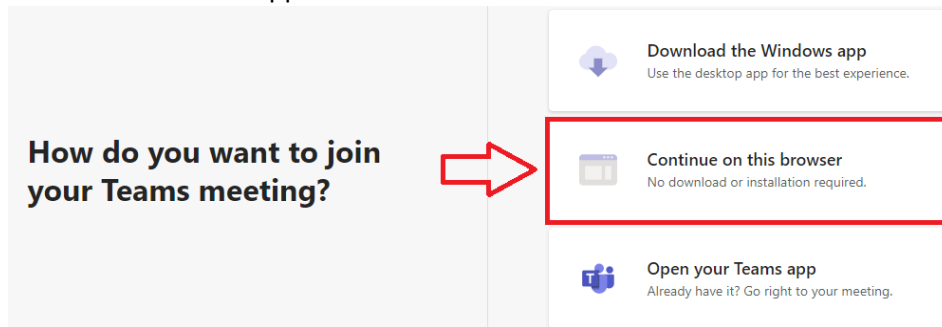 How do you want to join
your Teams meeting?
Download the Windows app
Use the desktop app for the best experience.
Continue on this browser
No download or installation required.
Open your Teams app
Already have it? Go right to your meeting.